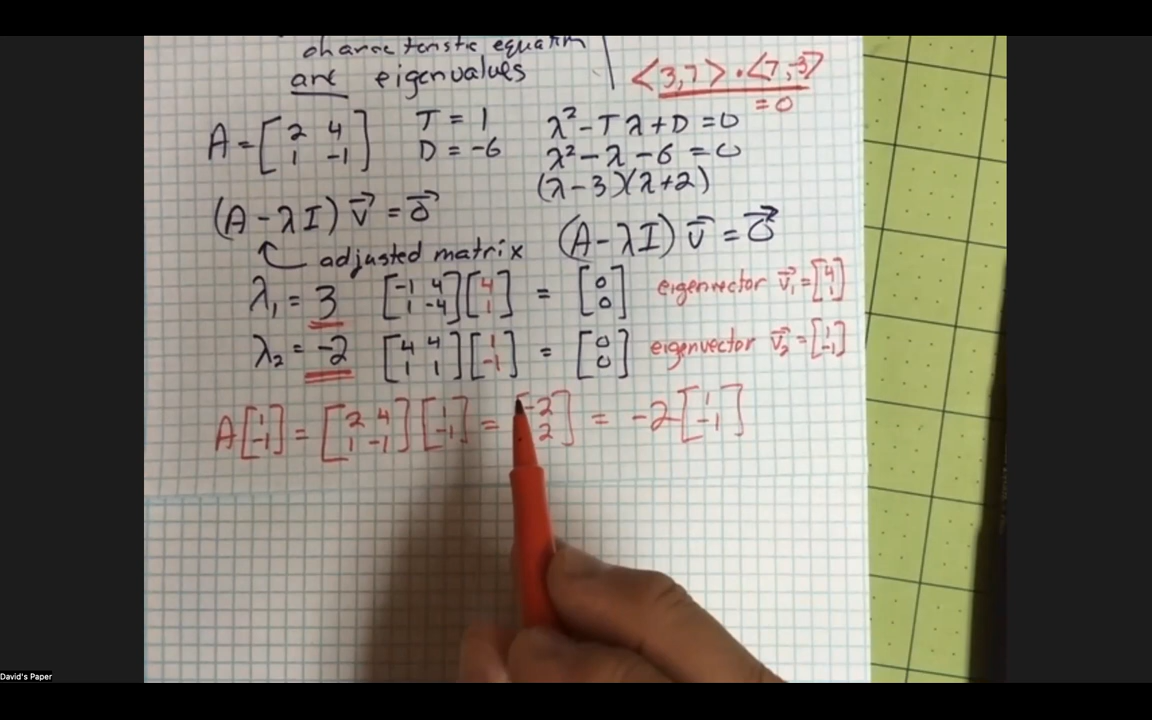 characteristic equation
are eigenvalues
<3,7> • <7,-3>
= 0
A = [2 4; 1 -1]
T = 1
D = -6
λ² - Tλ + D = 0
λ² - λ - 6 = 0
(λ-3)(λ+2)
(A - λI) v⃗ = 0⃗
adjusted matrix
(A - λI) v⃗ = 0⃗
λ₁ = 3 [-1 4; 1 -4] [4; 1] = [0; 0] eigenvector v⃗₁ = [4; 1]
λ₂ = -2 [4 4; 1 1] [1; -1] = [0; 0] eigenvector v⃗₂ = [1; -1]
A [1; -1] = [2 4; 1 -1] [1; -1] = [-2; 2] = -2 [1; -1]
David's Paper